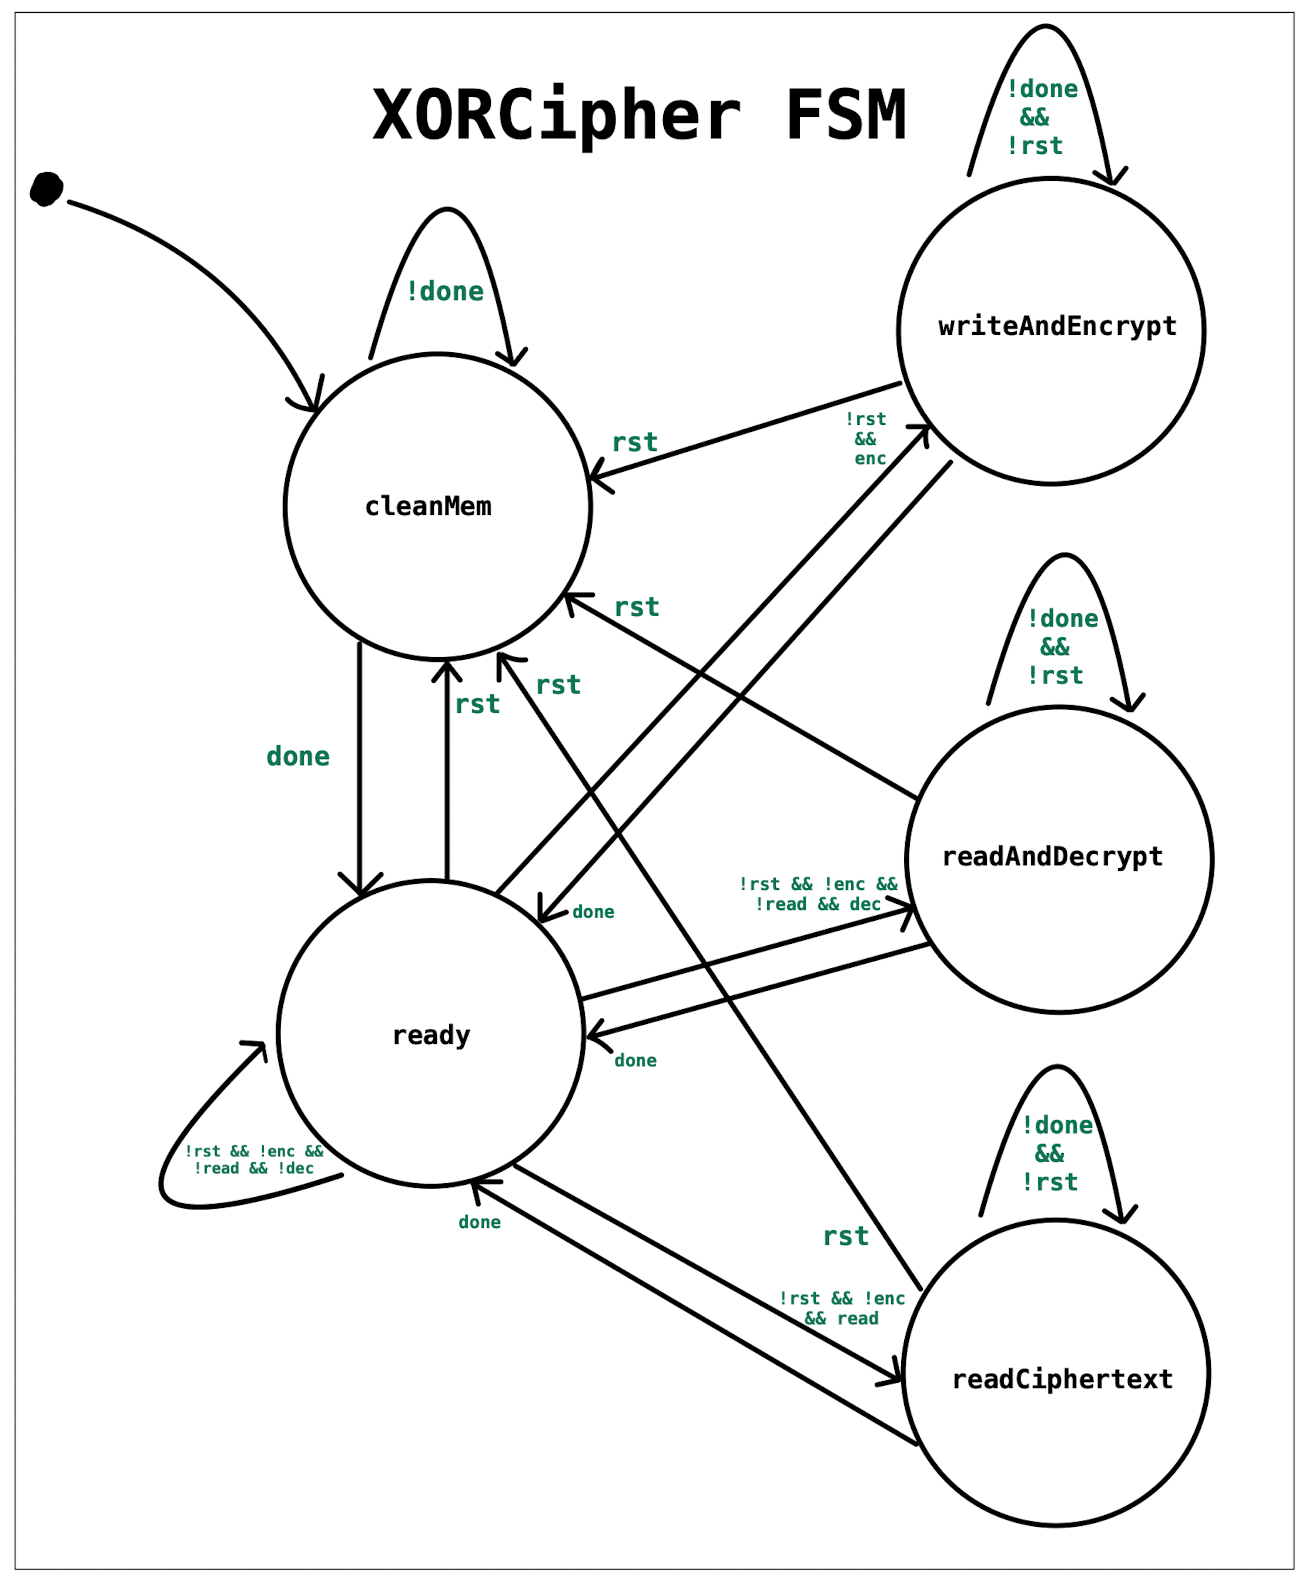 XORCipher FSM
!done
&&
!rst
!done
writeAndEncrypt
rst
!rst
&&
enc
cleanMem
rst
!done
&&
!rst
rst
rst
done
readAndDecrypt
!rst && !enc &&
!read && dec
done
ready
done
!rst && !enc &&
!read && !dec
!done
&&
!rst
done
rst
!rst && !enc
&& read
readCiphertext